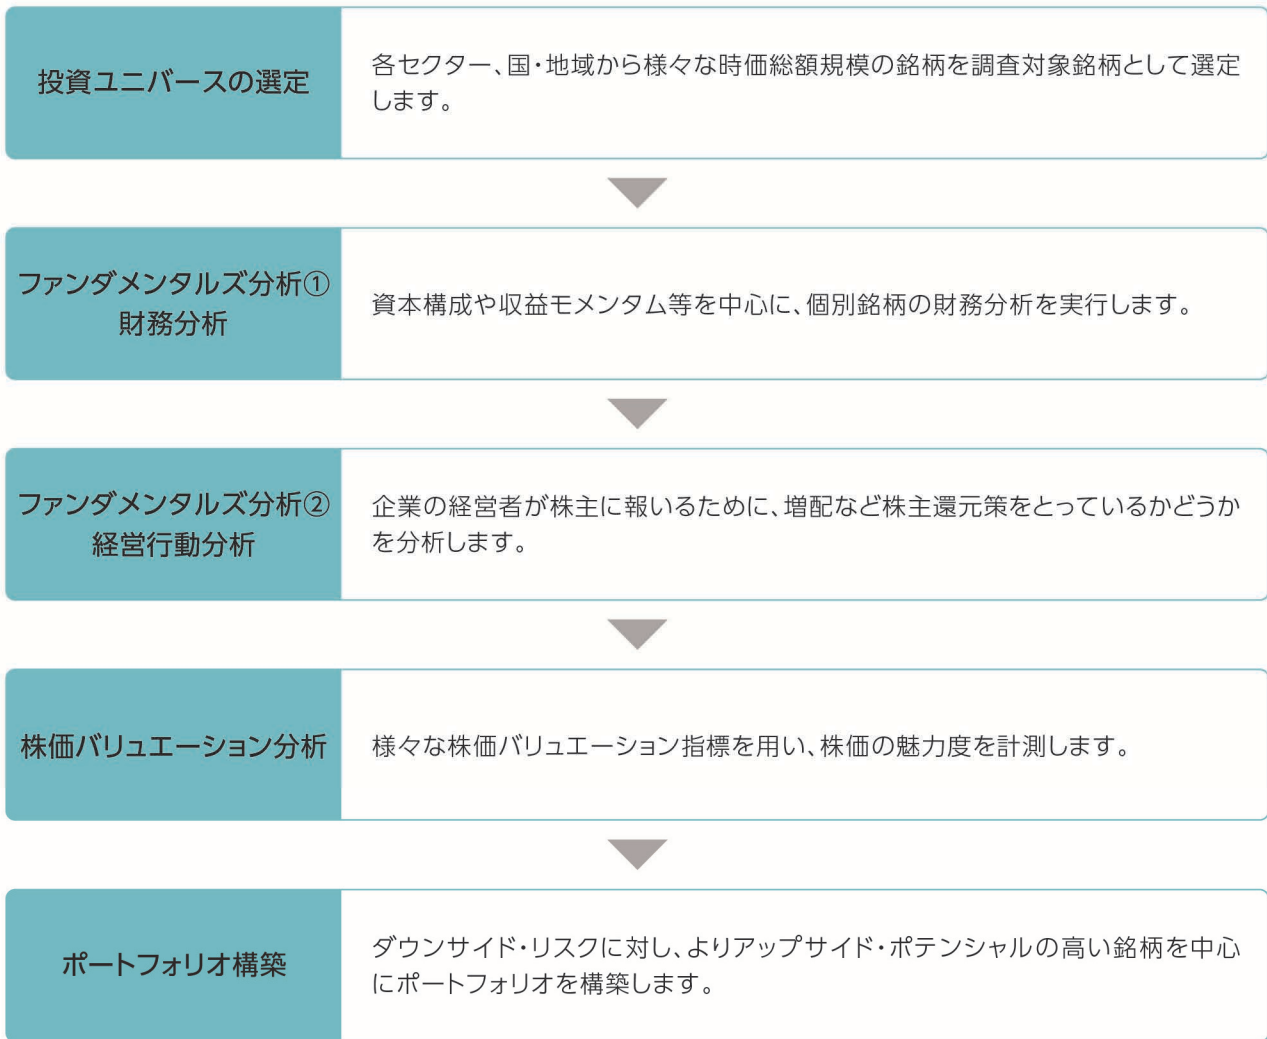 投資ユニバースの選定
各セクター、国・地域から様々な時価総額規模の銘柄を調査対象銘柄として選定
します。
ファンダメンタルズ分析①
財務分析
資本構成や収益モメンタム等を中心に、個別銘柄の財務分析を実行します。
ファンダメンタルズ分析②
経営行動分析
企業の経営者が株主に報いるために、増配など株主還元策をとっているかどうか
を分析します。
株価バリュエーション分析
様々な株価バリュエーション指標を用い、株価の魅力度を計測します。
ポートフォリオ構築
ダウンサイド・リスクに対し、よりアップサイド・ポテンシャルの高い銘柄を中心
にポートフォリオを構築します。